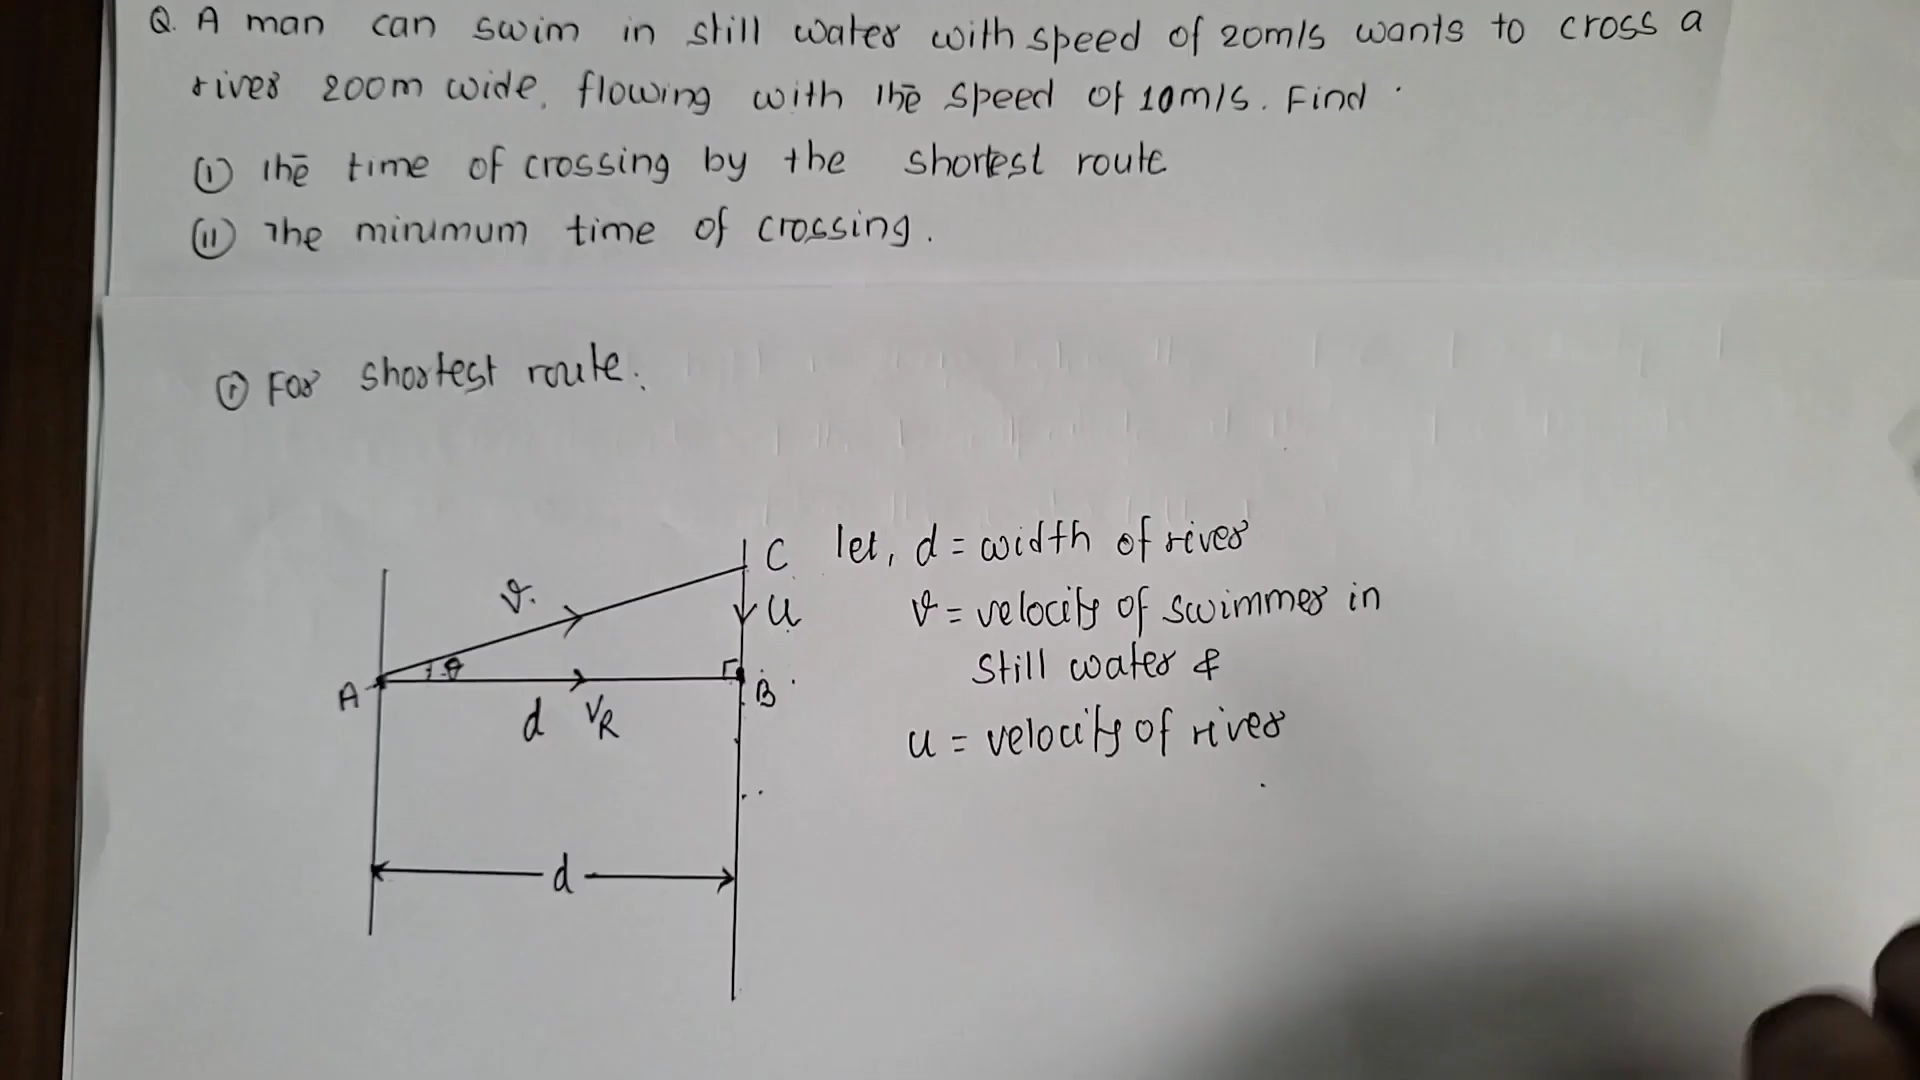 Q. A man can swim in still water with speed of 20m/s wants to cross a
river 200m wide, flowing with the speed of 10m/s. Find
(i) the time of crossing by the shortest route
(ii) The minimum time of crossing.
(i) For shortest route.
C
v
u
A
θ
B
d VR
d
let, d = width of river
v = velocity of swimmer in
still water &
u = velocity of river